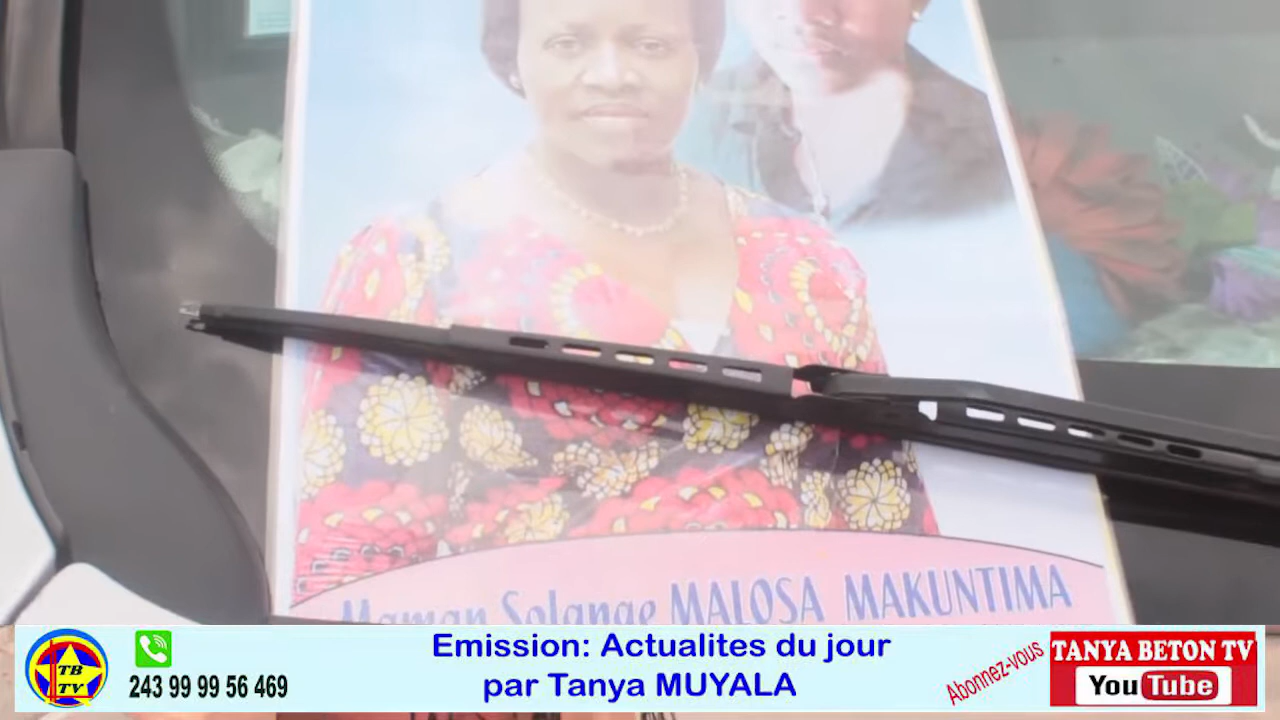 Maman Solange MALOSA MAKUNTIMA
TB
TV
243 99 99 56 469
Emission: Actualites du jour
par Tanya MUYALA
Abonnez-vous
TANYA BETON TV
YouTube